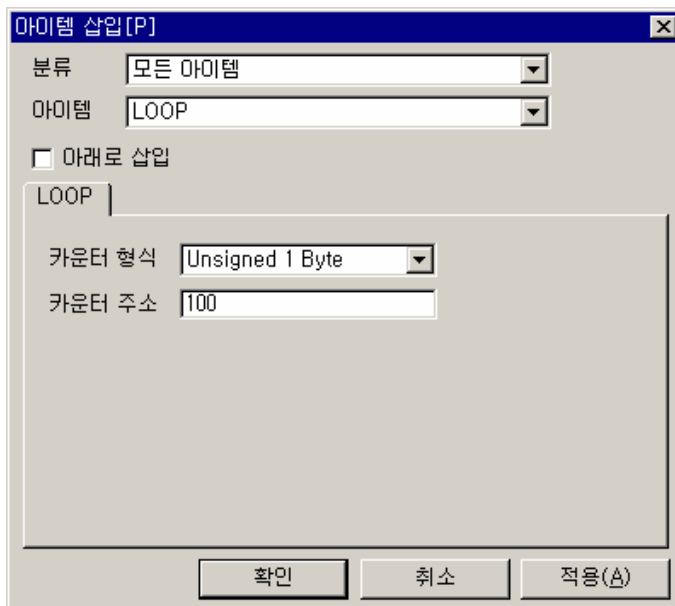 아이템 삽입[P]
분류 모든 아이템
아이템 LOOP
아래로 삽입
LOOP
카운터 형식 Unsigned 1 Byte
카운터 주소 100
확인 취소 적용(A)